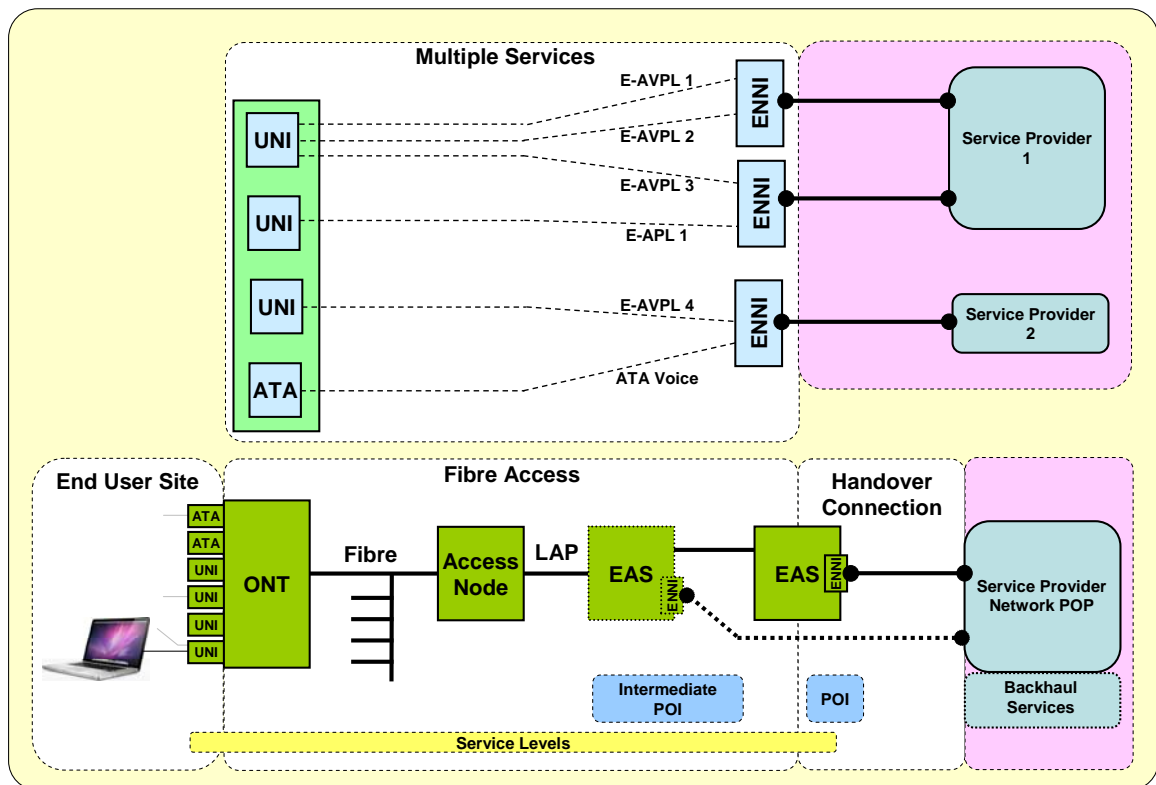 Multiple Services
E-AVPL 1
E-AVPL 2
E-AVPL 3
E-APL 1
E-AVPL 4
ATA Voice
UNI
UNI
UNI
ATA
ENNI
ENNI
ENNI
Service Provider
1
Service Provider
2
End User Site
Fibre Access
Handover
Connection
ATA
ATA
UNI
UNI
UNI
UNI
ONT
Fibre
Access
Node
LAP
EAS
ENNI
EAS
ENNI
Service Provider
Network POP
Intermediate
POI
POI
Backhaul
Services
Service Levels